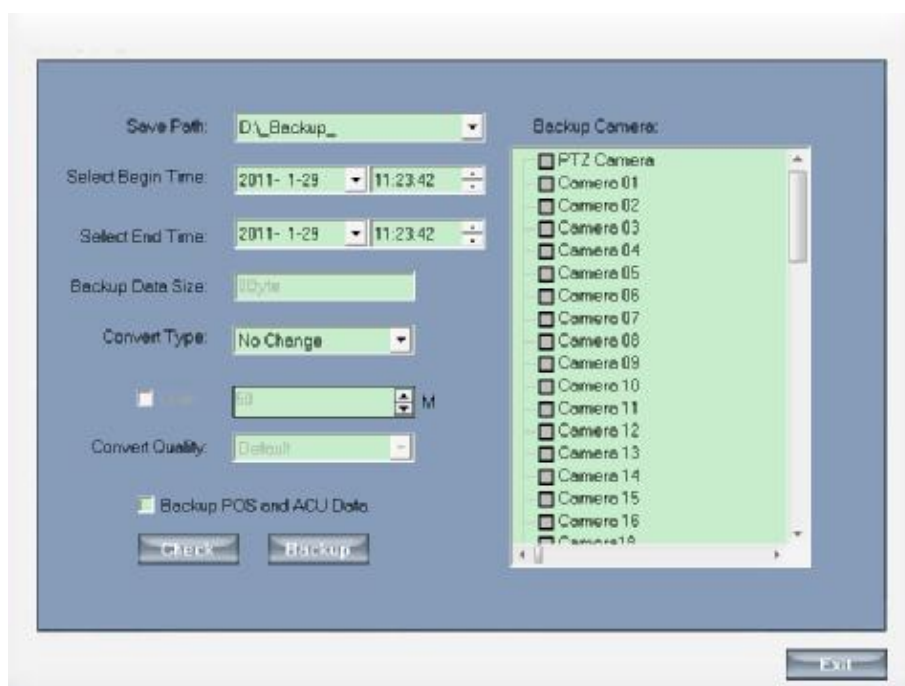 Save Path: D:\_Backup_
Select Begin Time: 2011- 1-29 11:23:42
Select End Time: 2011- 1-29 11:23:42
Backup Data Size: 0Byte
Convert Type: No Change
50 M
Convert Quality: Default
Backup POS and ACU Data
Check Backup
Backup Camera:
PTZ Camera
Camera 01
Camera 02
Camera 03
Camera 04
Camera 05
Camera 06
Camera 07
Camera 08
Camera 09
Camera 10
Camera 11
Camera 12
Camera 13
Camera 14
Camera 15
Camera 16
Camera18
Exit